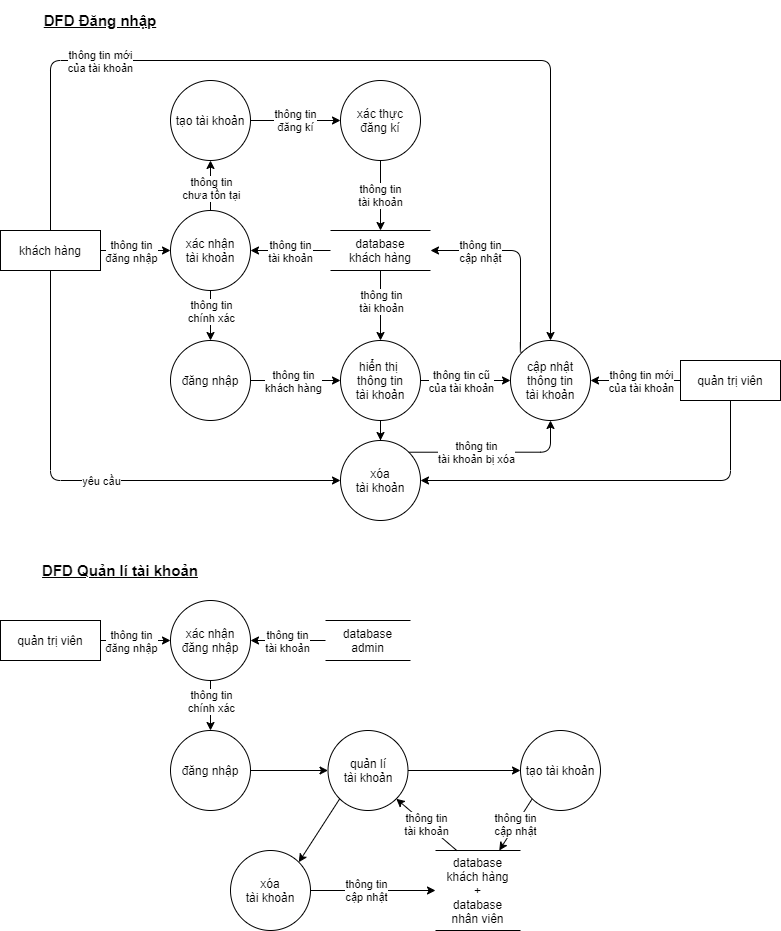 DFD Đăng nhập
thông tin mới
của tài khoản
tạo tài khoản
thông tin
đăng kí
xác thực
đăng kí
thông tin
chưa tồn tại
thông tin
tài khoản
khách hàng
thông tin
đăng nhập
xác nhận
tài khoản
thông tin
tài khoản
database
khách hàng
thông tin
cập nhật
thông tin
chính xác
thông tin
tài khoản
đăng nhập
thông tin
khách hàng
hiển thị
thông tin
tài khoản
thông tin cũ
của tài khoản
cập nhật
thông tin
tài khoản
thông tin mới
của tài khoản
quản trị viên
thông tin
tài khoản bị xóa
yêu cầu
xóa
tài khoản
DFD Quản lí tài khoản
quản trị viên
thông tin
đăng nhập
xác nhận
đăng nhập
thông tin
tài khoản
database
admin
thông tin
chính xác
đăng nhập
quản lí
tài khoản
tạo tài khoản
thông tin
tài khoản
thông tin
cập nhật
xóa
tài khoản
thông tin
cập nhật
database
khách hàng
+
database
nhân viên